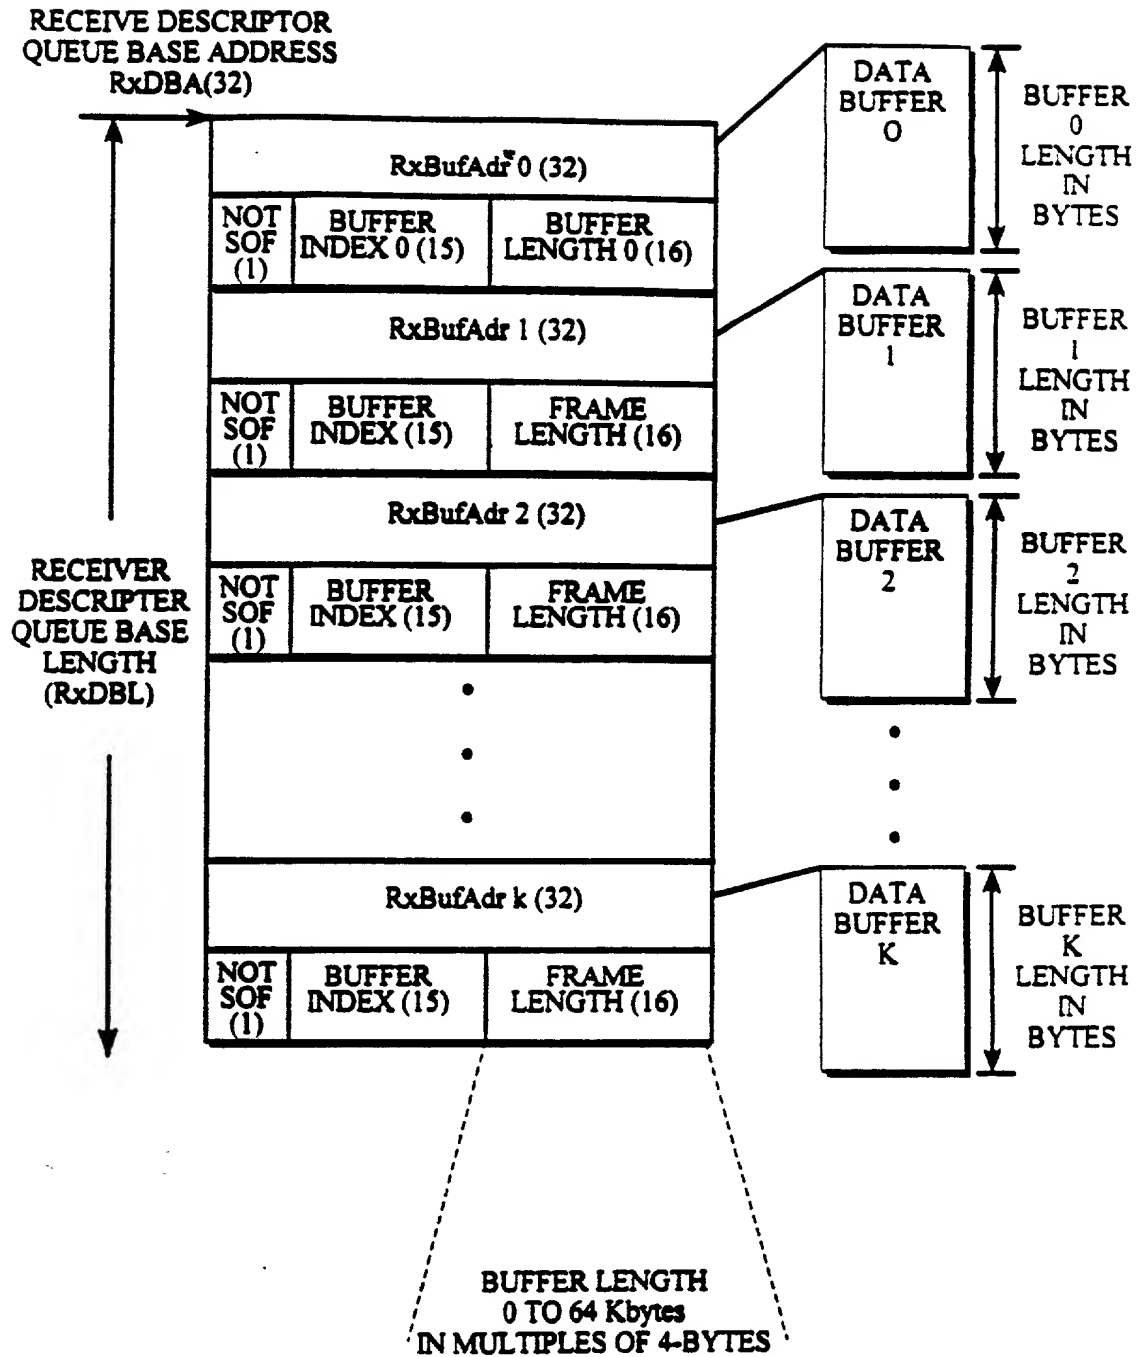 RECEIVE DESCRIPTOR
QUEUE BASE ADDRESS
RxDBA(32)
RxBufAdr 0 (32)
NOT
SOF
(1)
BUFFER
INDEX 0 (15)
BUFFER
LENGTH 0 (16)
RxBufAdr 1 (32)
NOT
SOF
(1)
BUFFER
INDEX (15)
FRAME
LENGTH (16)
RxBufAdr 2 (32)
NOT
SOF
(1)
BUFFER
INDEX (15)
FRAME
LENGTH (16)
RxBufAdr k (32)
NOT
SOF
(1)
BUFFER
INDEX (15)
FRAME
LENGTH (16)
RECEIVER
DESCRIPTER
QUEUE BASE
LENGTH
(RxDBL)
DATA
BUFFER
0
BUFFER
0
LENGTH
IN
BYTES
DATA
BUFFER
1
BUFFER
1
LENGTH
IN
BYTES
DATA
BUFFER
2
BUFFER
2
LENGTH
IN
BYTES
DATA
BUFFER
K
BUFFER
K
LENGTH
IN
BYTES
BUFFER LENGTH
0 TO 64 Kbytes
IN MULTIPLES OF 4-BYTES